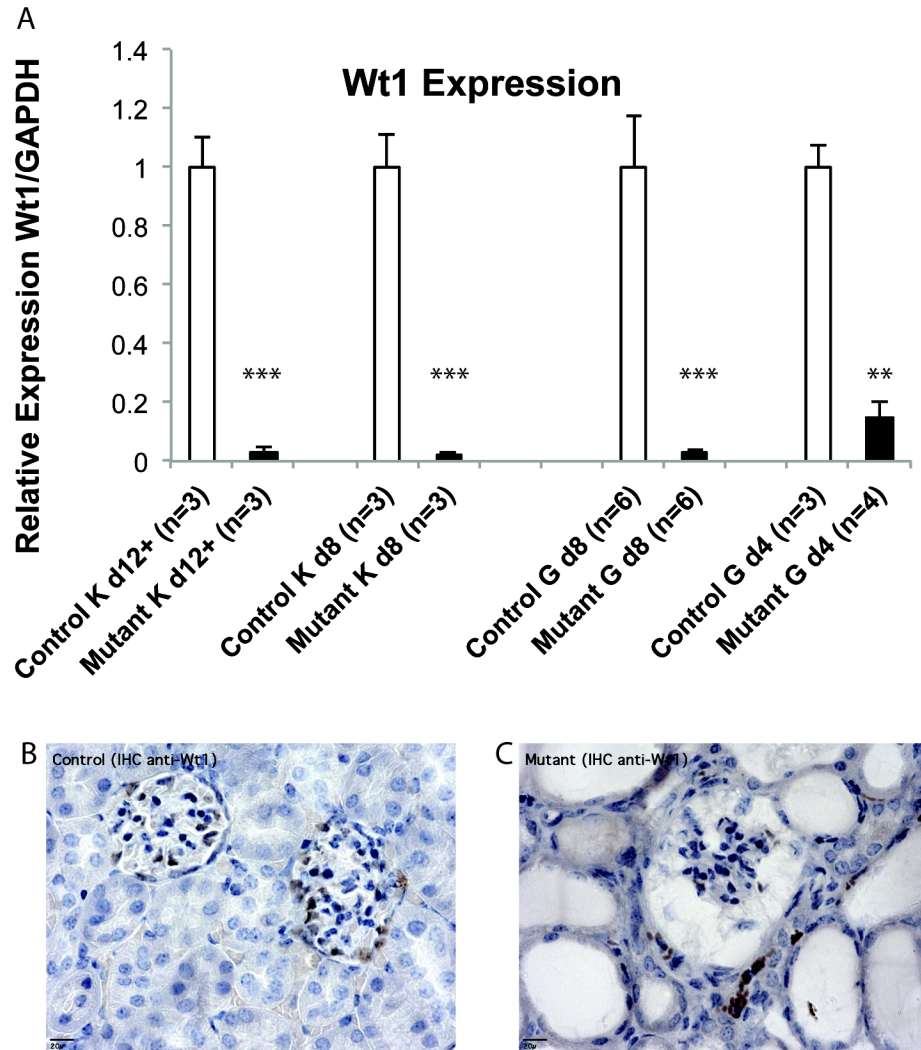 A
Wt1 Expression
Relative Expression Wt1/GAPDH
1.4
1.2
1
0.8
0.6
0.4
0.2
0
***
***
***
**
Control K d12+ (n=3)
Mutant K d12+ (n=3)
Control K d8 (n=3)
Mutant K d8 (n=3)
Control G d8 (n=6)
Mutant G d8 (n=6)
Control G d4 (n=3)
Mutant G d4 (n=4)
B
Control (IHC anti-Wt1)
20µ
C
Mutant (IHC anti-Wt1)
20µ